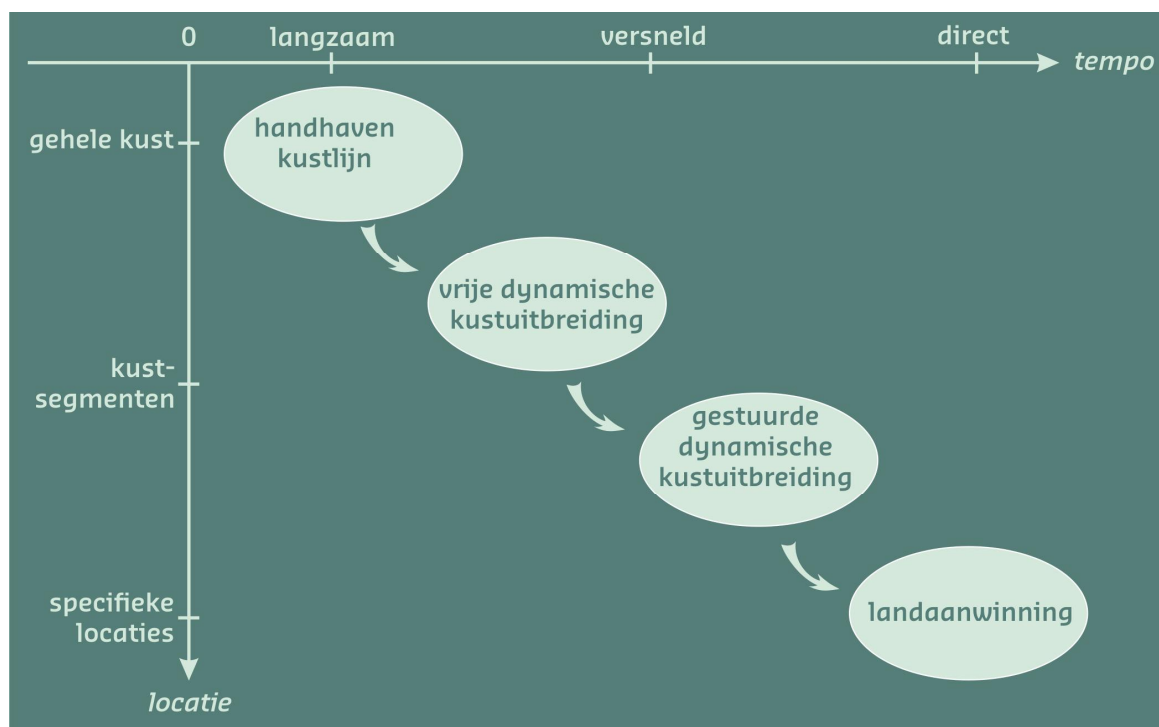 0 langzaam versneld direct
tempo
gehele kust
handhaven
kustlijn
vrije dynamische
kustuitbreiding
kust-
segmenten
gestuurde
dynamische
kustuitbreiding
specifieke
locaties
landaanwinning
locatie